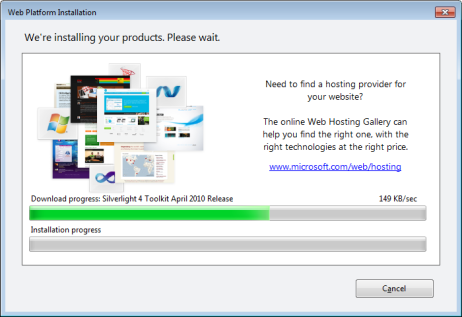 Web Platform Installation
We're installing your products. Please wait.
Need to find a hosting provider for
your website?
The online Web Hosting Gallery can
help you find the right one, with the
right technologies at the right price.
www.microsoft.com/web/hosting
Download progress: Silverlight 4 Toolkit April 2010 Release 149 KB/sec
Installation progress
Cancel